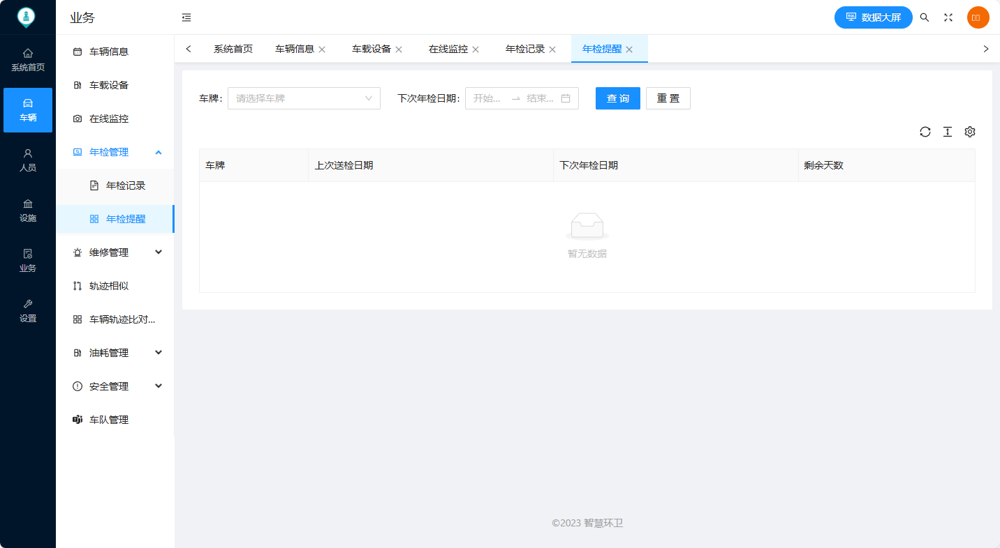 业务
数据大屏
系统首页
车辆
人员
设施
业务
设置
车辆信息
车载设备
在线监控
年检管理
年检记录
年检提醒
维修管理
轨迹相似
车辆轨迹比对...
油耗管理
安全管理
车队管理
系统首页 车辆信息 车载设备 在线监控 年检记录 年检提醒
车牌: 请选择车牌 下次年检日期: 开始... 结束... 查 询 重 置
车牌 上次送检日期 下次年检日期 剩余天数
暂无数据
©2023 智慧环卫